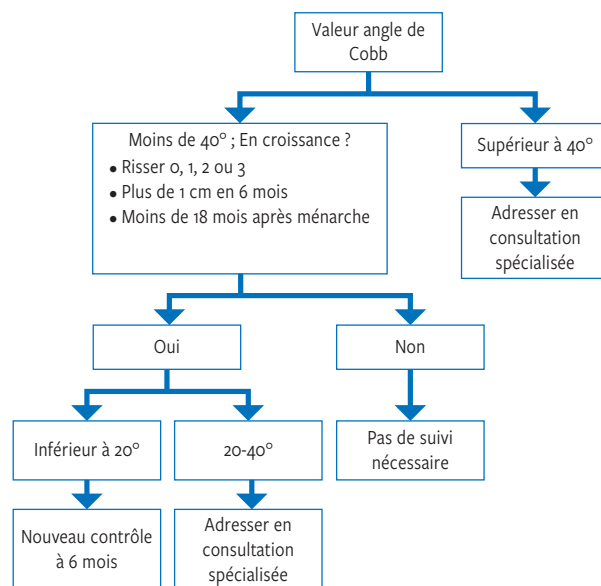 Valeur angle de
Cobb
Moins de 40° ; En croissance ?
• Risser 0, 1, 2 ou 3
• Plus de 1 cm en 6 mois
• Moins de 18 mois après ménarche
Supérieur à 40°
Adresser en
consultation
spécialisée
Oui
Non
Inférieur à 20°
20-40°
Pas de suivi
nécessaire
Nouveau contrôle
à 6 mois
Adresser en
consultation
spécialisée